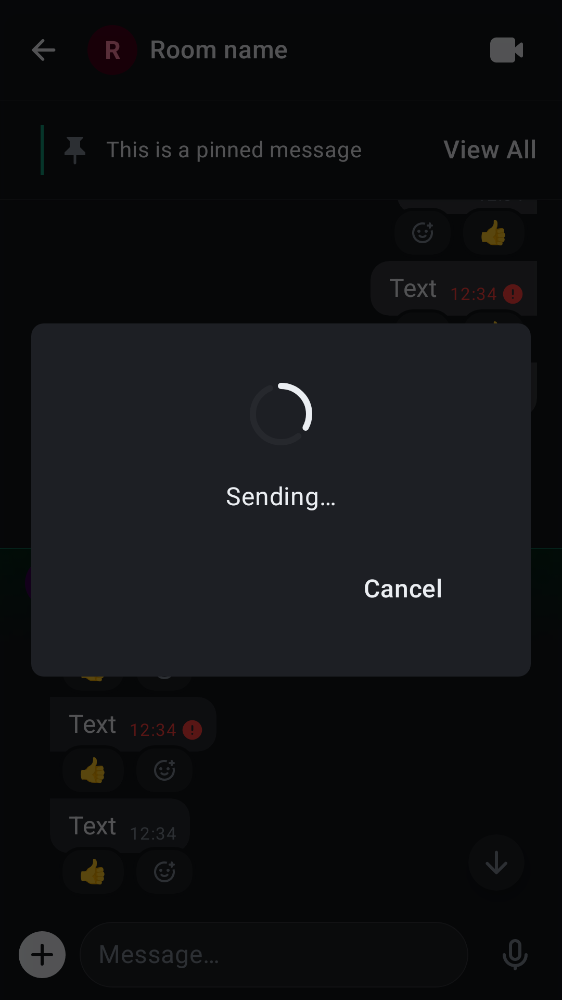 R Room name
This is a pinned message View All
Text 12:34
Sending…
Cancel
Text 12:34
Text 12:34
Message…